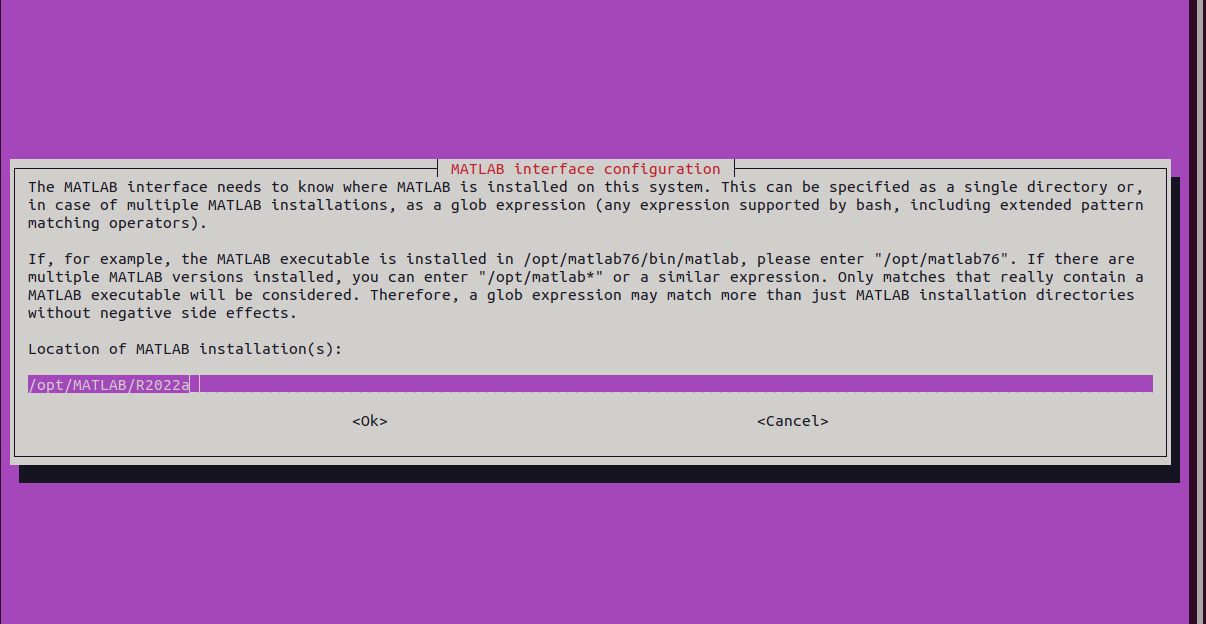 MATLAB interface configuration
The MATLAB interface needs to know where MATLAB is installed on this system. This can be specified as a single directory or,
in case of multiple MATLAB installations, as a glob expression (any expression supported by bash, including extended pattern
matching operators).
If, for example, the MATLAB executable is installed in /opt/matlab76/bin/matlab, please enter "/opt/matlab76". If there are
multiple MATLAB versions installed, you can enter "/opt/matlab*" or a similar expression. Only matches that really contain a
MATLAB executable will be considered. Therefore, a glob expression may match more than just MATLAB installation directories
without negative side effects.
Location of MATLAB installation(s):
/opt/MATLAB/R2022a
<Ok> <Cancel>